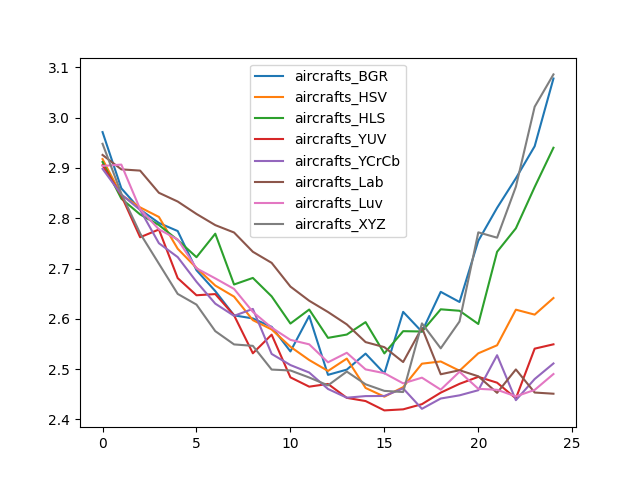 3.1
3.0
2.9
2.8
2.7
2.6
2.5
2.4
aircrafts_BGR
aircrafts_HSV
aircrafts_HLS
aircrafts_YUV
aircrafts_YCrCb
aircrafts_Lab
aircrafts_Luv
aircrafts_XYZ
0 5 10 15 20 25